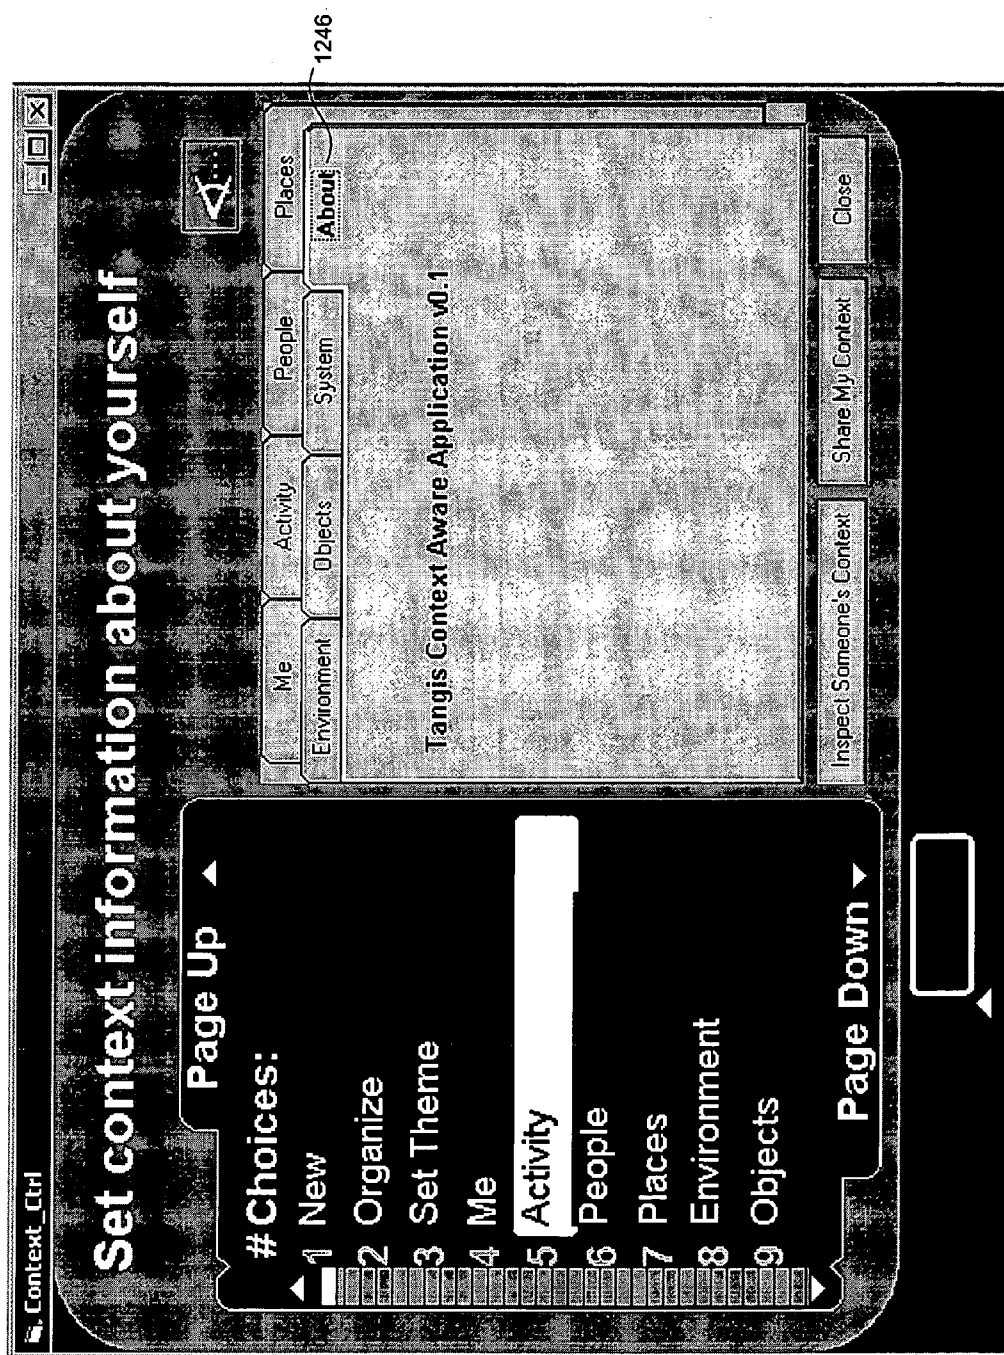 Context_Ctrl
Set context information about yourself
Page Up
# Choices:
1 New
2 Organize
3 Set Theme
4 Me
5 Activity
6 People
7 Places
8 Environment
9 Objects
Page Down
Me Activity People Places
Environment Objects System About
1246
Tangis Context Aware Application v0.1
Inspect Someone's Context Share My Context Close